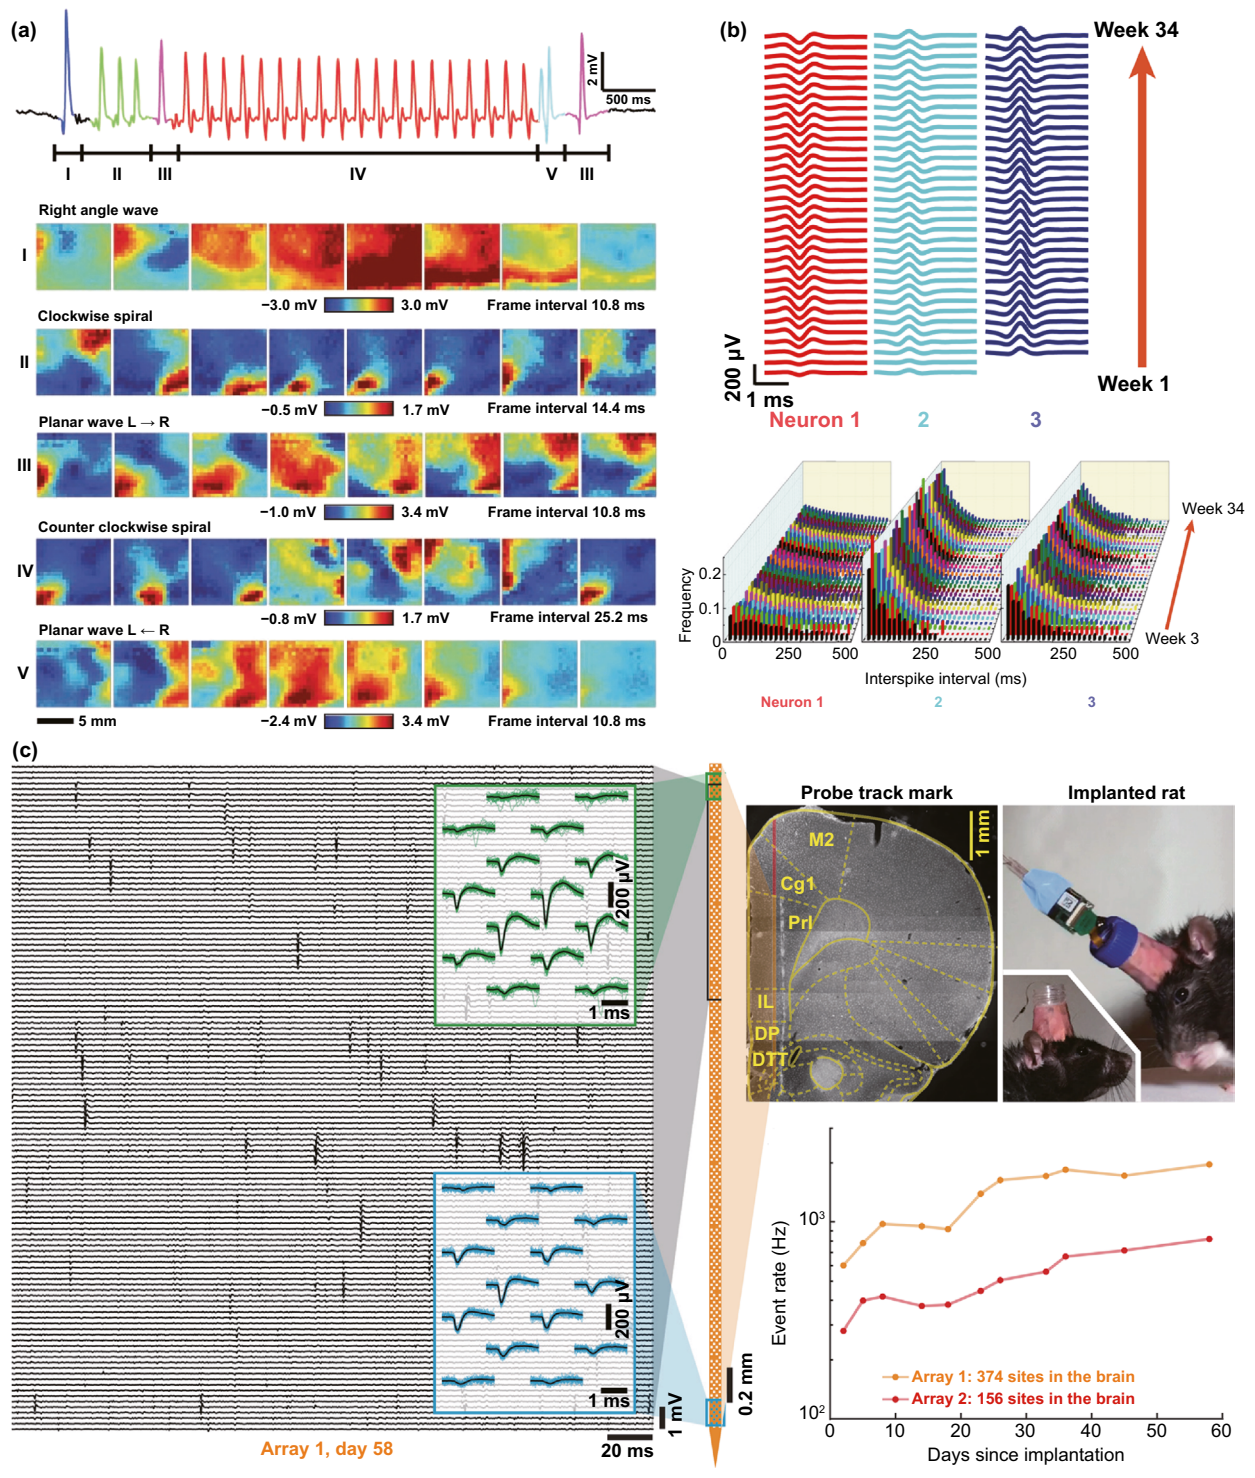 (a)
2 mV
500 ms
I II III IV V III
Right angle wave
I
−3.0 mV 3.0 mV Frame interval 10.8 ms
Clockwise spiral
II
−0.5 mV 1.7 mV Frame interval 14.4 ms
Planar wave L → R
III
−1.0 mV 3.4 mV Frame interval 10.8 ms
Counter clockwise spiral
IV
−0.8 mV 1.7 mV Frame interval 25.2 ms
Planar wave L ← R
V
5 mm −2.4 mV 3.4 mV Frame interval 10.8 ms
(b)
Week 34
Week 1
200 µV
1 ms
Neuron 1 2 3
Week 34
Week 3
Frequency
0.2
0.1
0
0 250 500 0 250 500 0 250 500
Interspike interval (ms)
Neuron 1 2 3
(c)
200 µV
1 ms
200 µV
1 ms
1 mV
20 ms
Array 1, day 58
0.2 mm
Probe track mark
1 mm
M2
Cg1
Prl
IL
DP
DTT
Implanted rat
Event rate (Hz)
10³
10²
Array 1: 374 sites in the brain
Array 2: 156 sites in the brain
0 10 20 30 40 50 60
Days since implantation